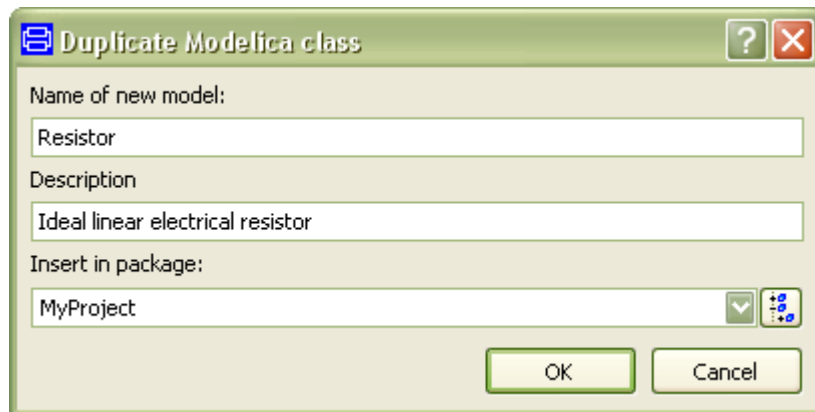 Duplicate Modelica class
Name of new model:
Resistor
Description
Ideal linear electrical resistor
Insert in package:
MyProject
OK Cancel